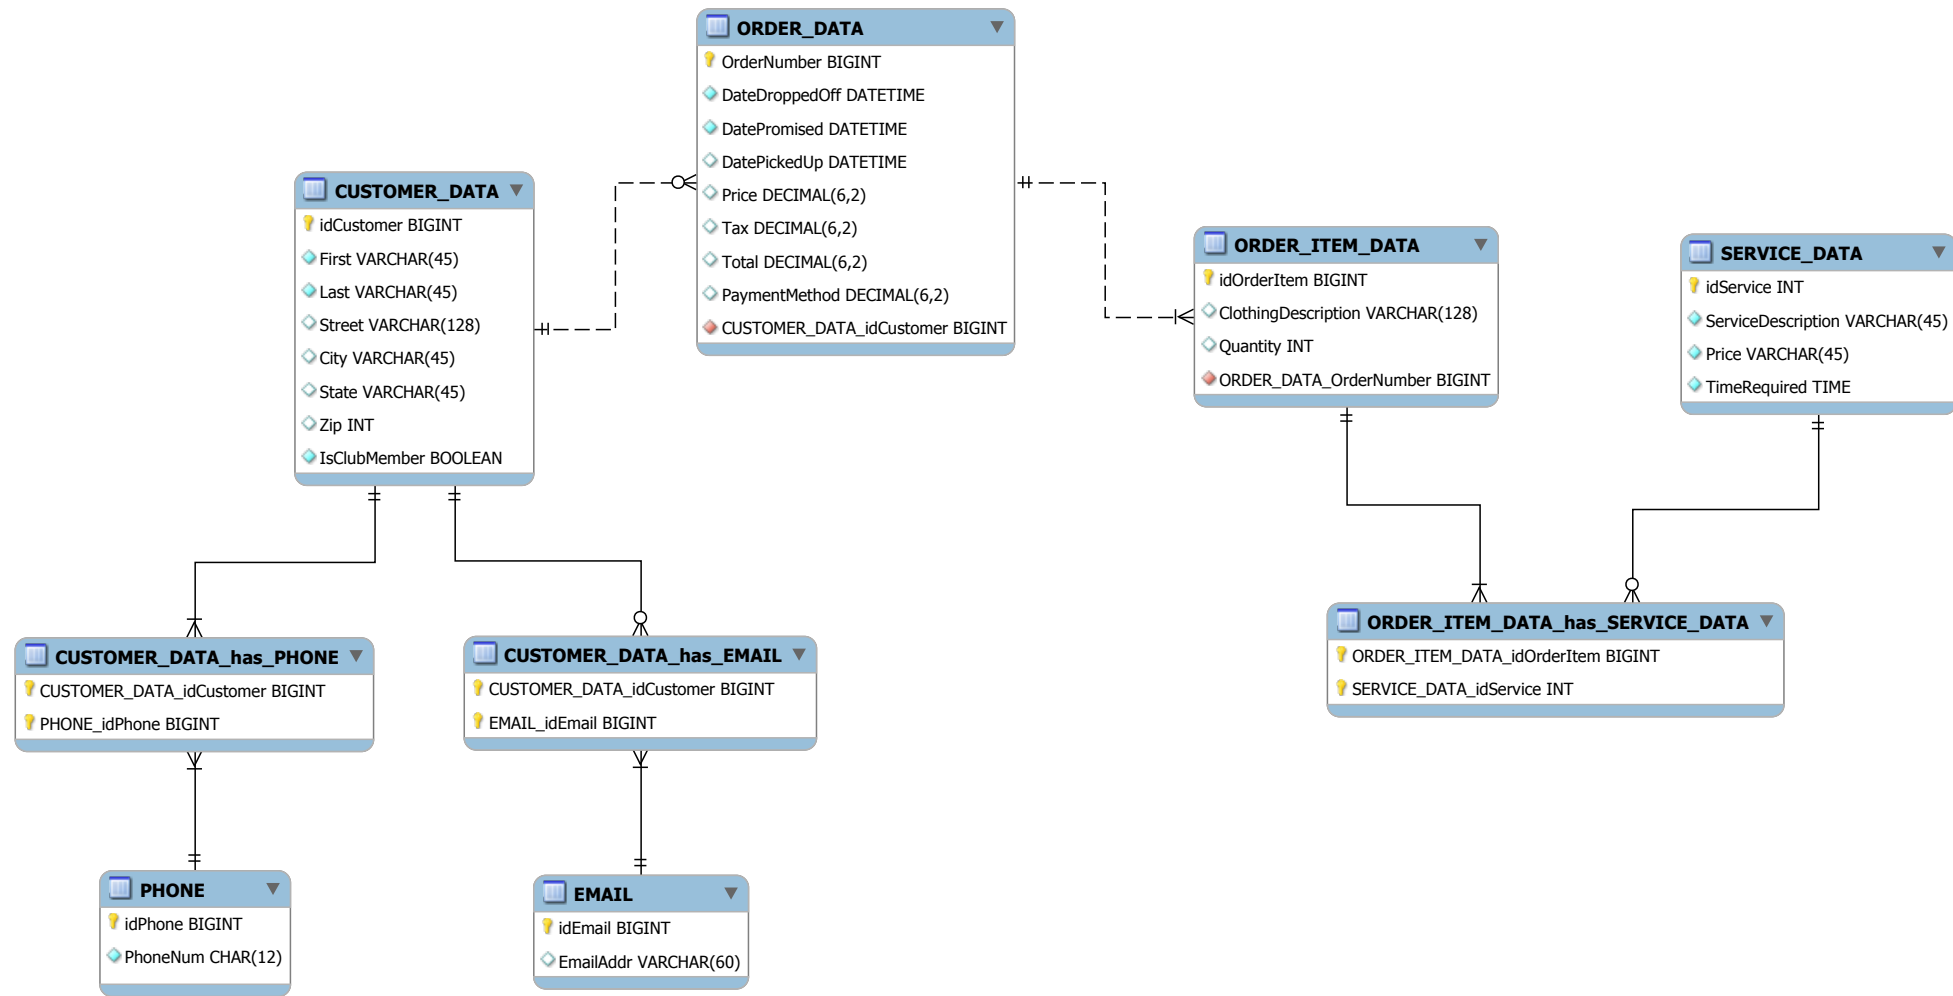 ORDER_DATA
OrderNumber BIGINT
DateDroppedOff DATETIME
DatePromised DATETIME
DatePickedUp DATETIME
Price DECIMAL(6,2)
Tax DECIMAL(6,2)
Total DECIMAL(6,2)
PaymentMethod DECIMAL(6,2)
CUSTOMER_DATA_idCustomer BIGINT
CUSTOMER_DATA
idCustomer BIGINT
First VARCHAR(45)
Last VARCHAR(45)
Street VARCHAR(128)
City VARCHAR(45)
State VARCHAR(45)
Zip INT
IsClubMember BOOLEAN
ORDER_ITEM_DATA
idOrderItem BIGINT
ClothingDescription VARCHAR(128)
Quantity INT
ORDER_DATA_OrderNumber BIGINT
SERVICE_DATA
idService INT
ServiceDescription VARCHAR(45)
Price VARCHAR(45)
TimeRequired TIME
ORDER_ITEM_DATA_has_SERVICE_DATA
ORDER_ITEM_DATA_idOrderItem BIGINT
SERVICE_DATA_idService INT
CUSTOMER_DATA_has_PHONE
CUSTOMER_DATA_idCustomer BIGINT
PHONE_idPhone BIGINT
CUSTOMER_DATA_has_EMAIL
CUSTOMER_DATA_idCustomer BIGINT
EMAIL_idEmail BIGINT
PHONE
idPhone BIGINT
PhoneNum CHAR(12)
EMAIL
idEmail BIGINT
EmailAddr VARCHAR(60)